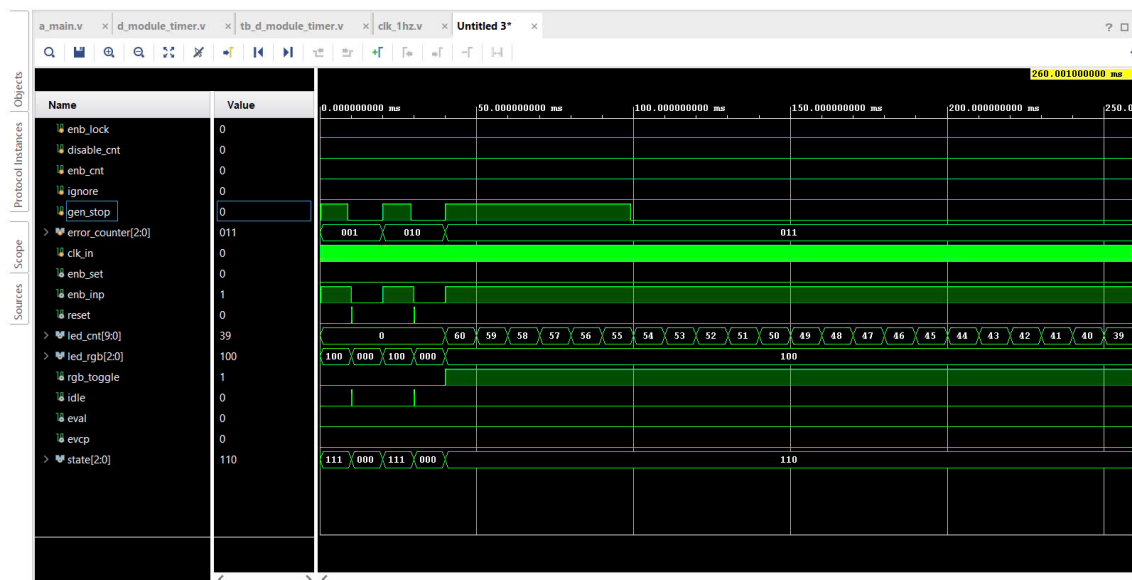 a_main.v × d_module_timer.v × tb_d_module_timer.v × clk_1hz.v × Untitled 3* × ?
Objects
Protocol Instances
Scope
Sources
260.001000000 ms
Name Value 0.000000000 ms 50.000000000 ms 100.000000000 ms 150.000000000 ms 200.000000000 ms 250.0
enb_lock 0
disable_cnt 0
enb_cnt 0
ignore 0
gen_stop 0
error_counter[2:0] 011 001 010 011
clk_in 0
enb_set 0
enb_inp 1
reset 0
led_cnt[9:0] 39 0 60 59 58 57 56 55 54 53 52 51 50 49 48 47 46 45 44 43 42 41 40 39
led_rgb[2:0] 100 100 000 100 000 100
rgb_toggle 1
idle 0
eval 0
evcp 0
state[2:0] 110 111 000 111 000 110